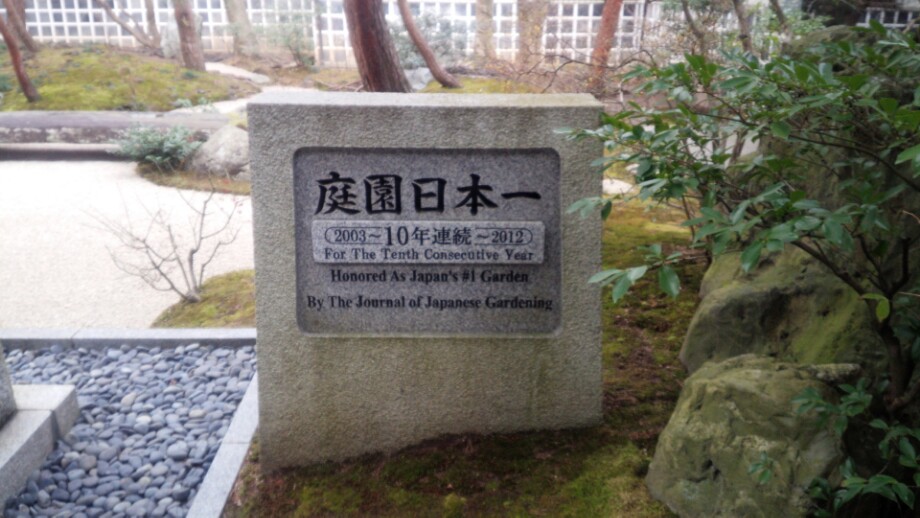 庭園日本一
(2003~10年連続~2012)
For The Tenth Consecutive Year
Honored As Japan's #1 Garden
By The Journal of Japanese Gardening